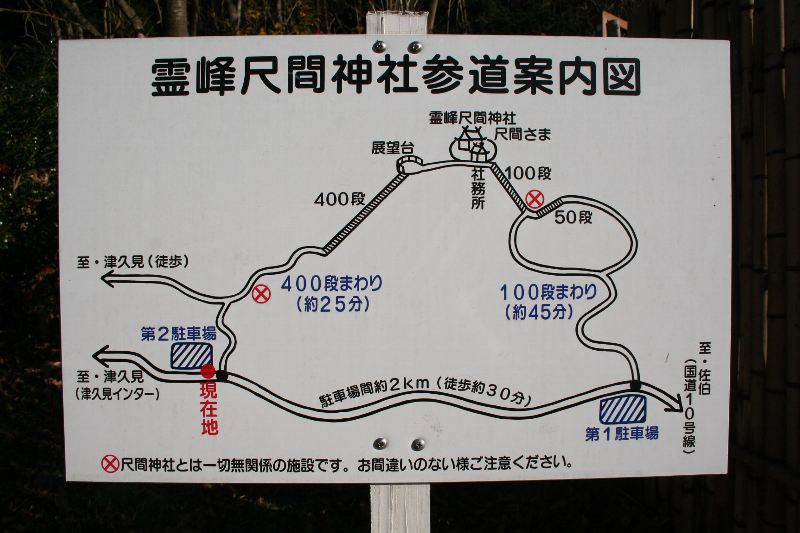 霊峰尺間神社参道案内図
霊峰尺間神社
尺間さま
展望台
社務所
100段
400段
50段
至・津久見(徒歩)
400段まわり
(約25分)
100段まわり
(約45分)
第2駐車場
至・津久見
(津久見インター)
現在地
駐車場間約2km(徒歩約30分)
至・佐伯
(国道10号線)
第1駐車場
尺間神社とは一切無関係の施設です。お間違いのない様ご注意ください。